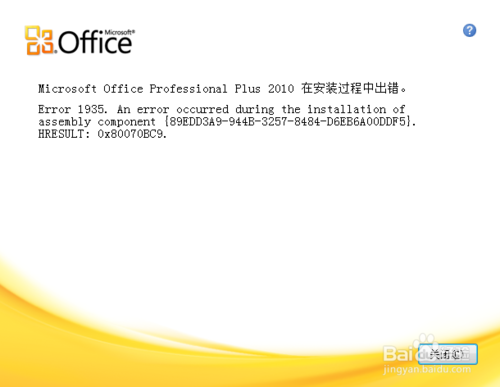 Microsoft®
Office
?
Microsoft Office Professional Plus 2010 在安装过程中出错。
Error 1935. An error occurred during the installation of
assembly component {89EDD3A9-944B-3257-8484-D6EB6A00DDF5}.
HRESULT: 0x80070BC9.
关闭(C)
Baidu 经验
jingyan.baidu.com